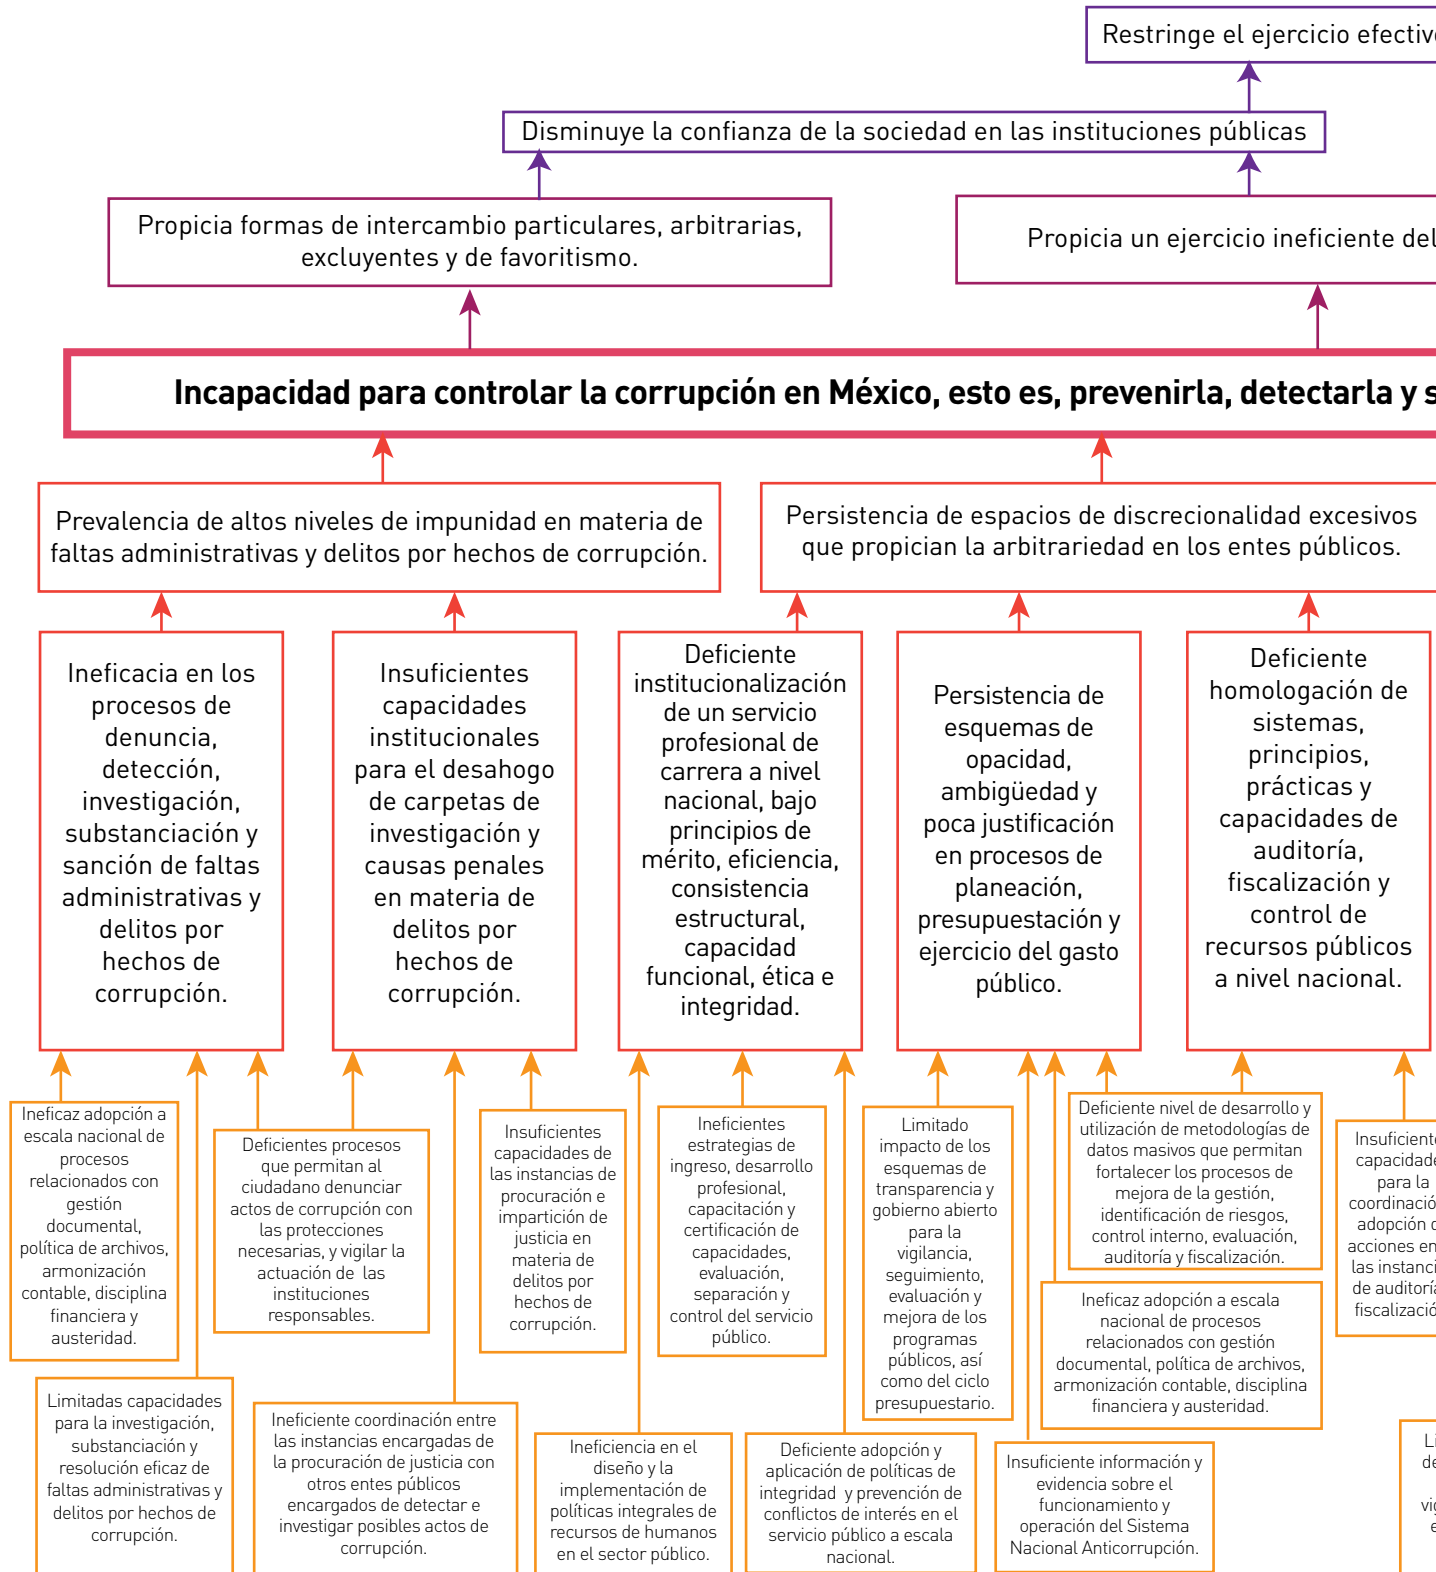 Restringe el ejercicio
Disminuye la confianza de la sociedad en las instituciones públicas
Propicia formas de intercambio particulares, arbitrarias,
excluyentes y de favoritismo.
Propicia un ejercicio ineficiente del
Incapacidad para controlar la corrupción en México, esto es, prevenirla, detectarla y
Prevalencia de altos niveles de impunidad en materia de
faltas administrativas y delitos por hechos de corrupción.
Persistencia de espacios de discrecionalidad excesivos
que propician la arbitrariedad en los entes públicos.
Ineficacia en los
procesos de
denuncia,
detección,
investigación,
substanciación y
sanción de faltas
administrativas y
delitos por
hechos de
corrupción.
Insuficientes
capacidades
institucionales
para el desahogo
de carpetas de
investigación y
causas penales
en materia de
delitos por
hechos de
corrupción.
Deficiente
institucionalización
de un servicio
profesional de
carrera a nivel
nacional, bajo
principios de
mérito, eficiencia,
consistencia
estructural,
capacidad
funcional, ética e
integridad.
Persistencia de
esquemas de
opacidad,
ambigüedad y
poca justificación
en procesos de
planeación,
presupuestación y
ejercicio del gasto
público.
Deficiente
homologación de
sistemas,
principios,
prácticas y
capacidades de
auditoría,
fiscalización y
control de
recursos públicos
a nivel nacional.
Ineficaz adopción a
escala nacional de
procesos
relacionados con
gestión
documental,
política de archivos,
armonización
contable, disciplina
financiera y
austeridad.
Deficientes procesos
que permitan al
ciudadano denunciar
actos de corrupción con
las protecciones
necesarias, y vigilar la
actuación de las
instituciones
responsables.
Insuficientes
capacidades de
las instancias de
procuración e
impartición de
justicia en
materia de
delitos por
hechos de
corrupción.
Ineficientes
estrategias de
ingreso, desarrollo
profesional,
capacitación y
certificación de
capacidades,
evaluación,
separación y
control del servicio
público.
Limitado
impacto de los
esquemas de
transparencia y
gobierno abierto
para la
vigilancia,
seguimiento,
evaluación y
mejora de los
programas
públicos, así
como del ciclo
presupuestario.
Deficiente nivel de desarrollo y
utilización de metodologías de
datos masivos que permitan
fortalecer los procesos de
mejora de la gestión,
identificación de riesgos,
control interno, evaluación,
auditoría y fiscalización.
para la
adopción
acciones
de
Ineficaz adopción a escala
nacional de procesos
relacionados con gestión
documental, política de archivos,
armonización contable, disciplina
financiera y austeridad.
Limitadas capacidades
para la investigación,
substanciación y
resolución eficaz de
faltas administrativas y
delitos por hechos de
corrupción.
Ineficiente coordinación entre
las instancias encargadas de
la procuración de justicia con
otros entes públicos
encargados de detectar e
investigar posibles actos de
corrupción.
Ineficiencia en el
diseño y la
implementación de
políticas integrales de
recursos de humanos
en el sector público.
Deficiente adopción y
aplicación de políticas de
integridad y prevención de
conflictos de interés en el
servicio público a escala
nacional.
Insuficiente información y
evidencia sobre el
funcionamiento y
operación del Sistema
Nacional Anticorrupción.